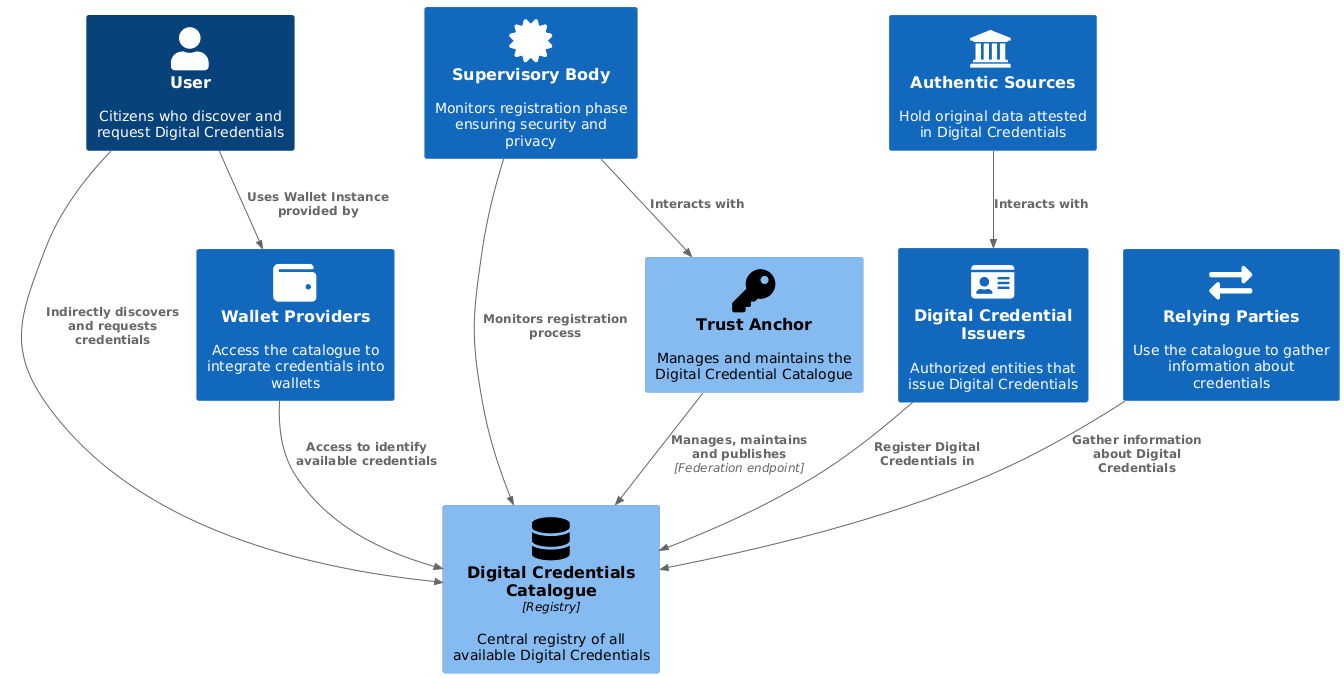 User
Citizens who discover and
request Digital Credentials
Supervisory Body
Monitors registration phase
ensuring security and
privacy
Authentic Sources
Hold original data attested
in Digital Credentials
Uses Wallet Instance
provided by
Interacts with
Interacts with
Indirectly discovers
and requests
credentials
Wallet Providers
Access the catalogue to
integrate credentials into
wallets
Monitors registration
process
Trust Anchor
Manages and maintains the
Digital Credential Catalogue
Digital Credential
Issuers
Authorized entities that
issue Digital Credentials
Relying Parties
Use the catalogue to gather
information about
credentials
Access to identify
available credentials
Manages, maintains
and publishes
[Federation endpoint]
Register Digital
Credentials in
Gather information
about Digital
Credentials
Digital Credentials
Catalogue
[Registry]
Central registry of all
available Digital Credentials